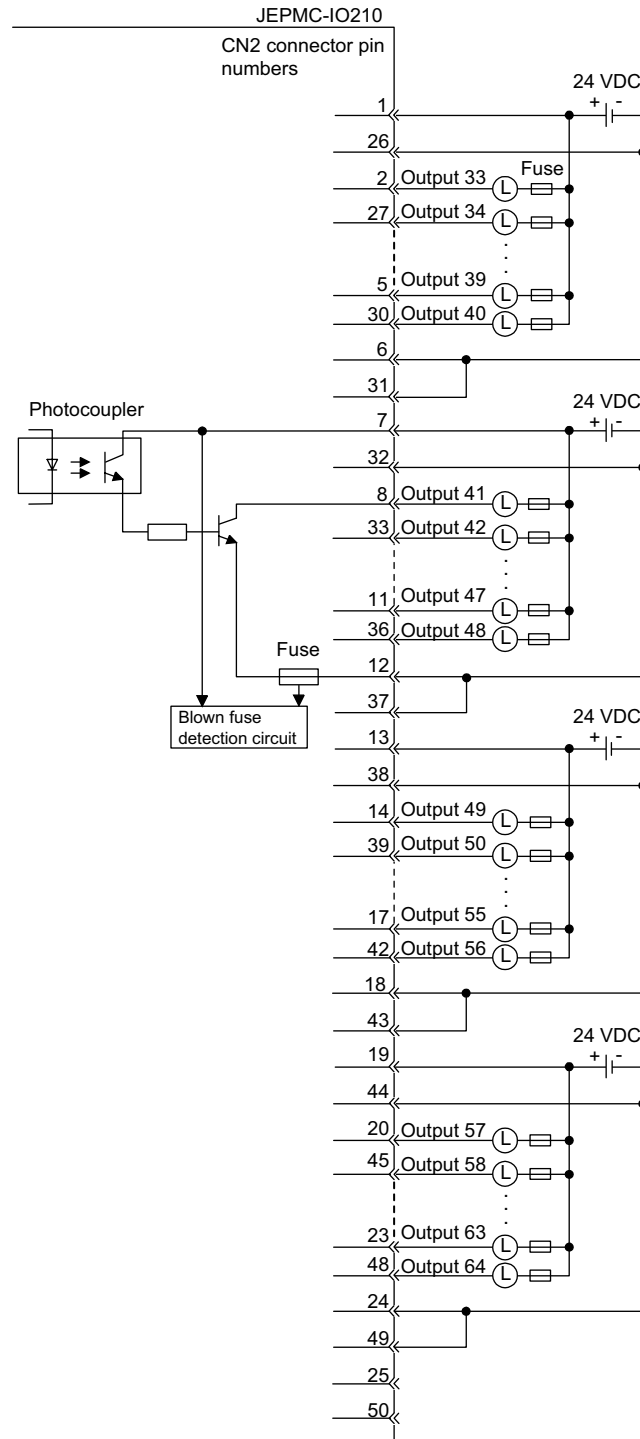 JEPMC-IO210
CN2 connector pin
numbers
24 VDC
+ -
1
26
Fuse
2 Output 33 L
27 Output 34 L
5 Output 39 L
30 Output 40 L
6
31
Photocoupler
24 VDC
+ -
7
32
8 Output 41 L
33 Output 42 L
11 Output 47 L
36 Output 48 L
Fuse
12
37
Blown fuse
detection circuit
24 VDC
+ -
13
38
14 Output 49 L
39 Output 50 L
17 Output 55 L
42 Output 56 L
18
43
24 VDC
+ -
19
44
20 Output 57 L
45 Output 58 L
23 Output 63 L
48 Output 64 L
24
49
25
50